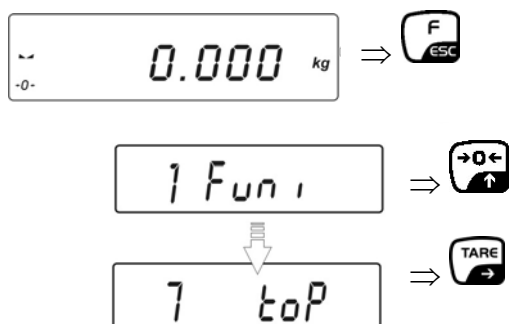 0.000 kg
-0-
F
ESC
1 Funi
→0←
↑
7 toP
TARE
→